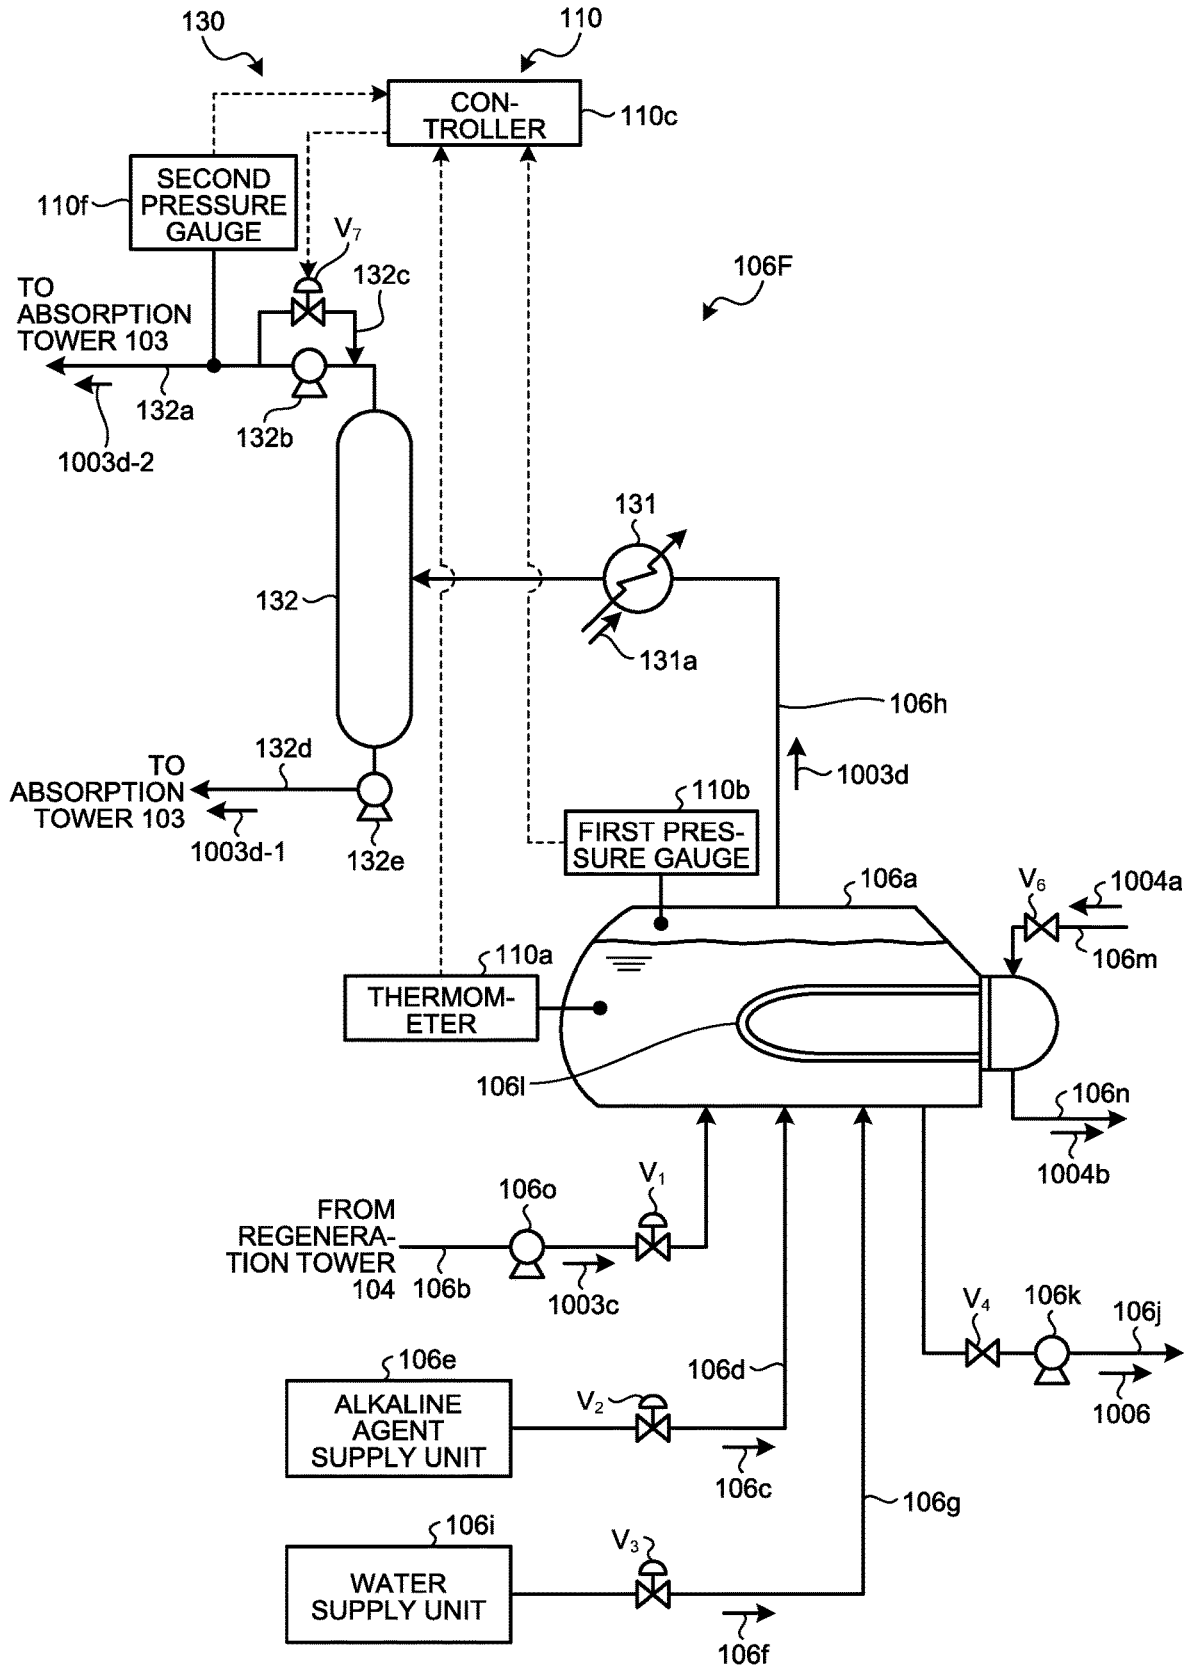 130
110
CON-
TROLLER
110c
SECOND
PRESSURE
GAUGE
110f
V7
132c
106F
TO
ABSORPTION
TOWER 103
132a
132b
1003d-2
131
132
131a
106h
132d
TO
ABSORPTION
TOWER 103
1003d-1
132e
1003d
110b
FIRST PRES-
SURE GAUGE
106a
V6
1004a
106m
110a
THERMOM-
ETER
106l
106n
1004b
V1
106o
FROM
REGENERA-
TION TOWER
104
106b
1003c
V4
106k
106j
1006
106e
ALKALINE
AGENT
SUPPLY UNIT
V2
106d
106c
106g
106i
WATER
SUPPLY UNIT
V3
106f